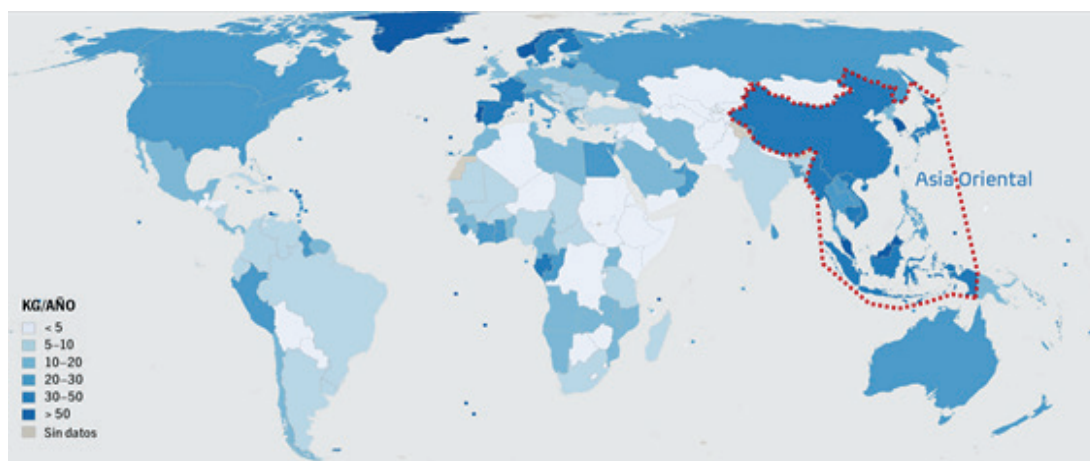 Asia Oriental
KG/AÑO
< 5
5–10
10–20
20–30
30–50
> 50
Sin datos